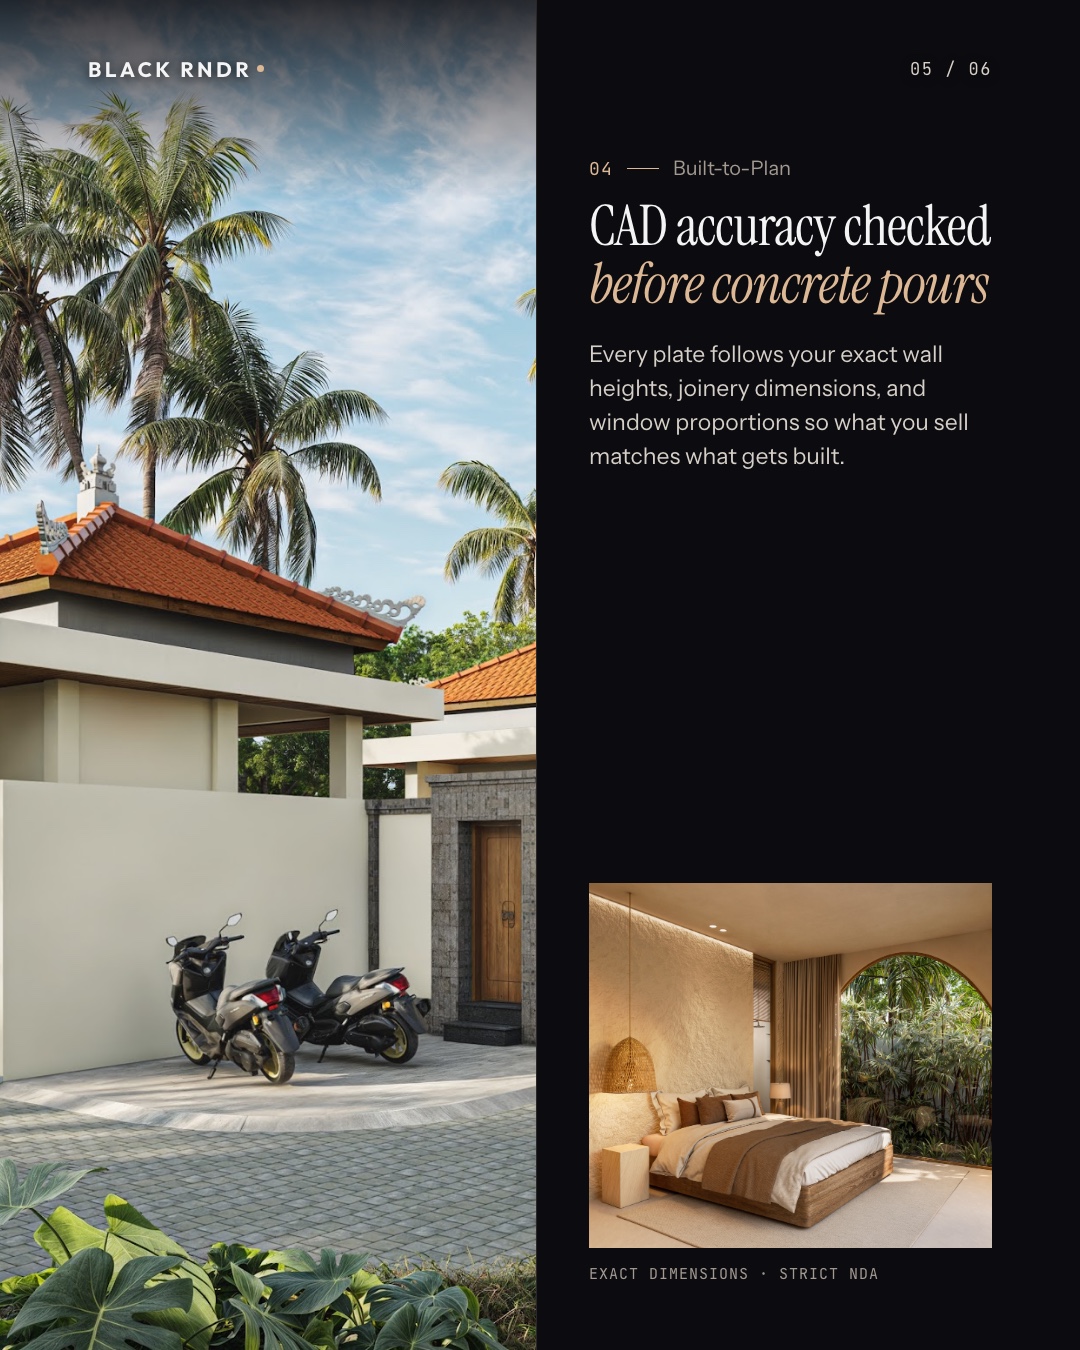 BLACK RNDR
05 / 06
04 — Built-to-Plan
CAD accuracy checked
before concrete pours
Every plate follows your exact wall
heights, joinery dimensions, and
window proportions so what you sell
matches what gets built.
EXACT DIMENSIONS · STRICT NDA